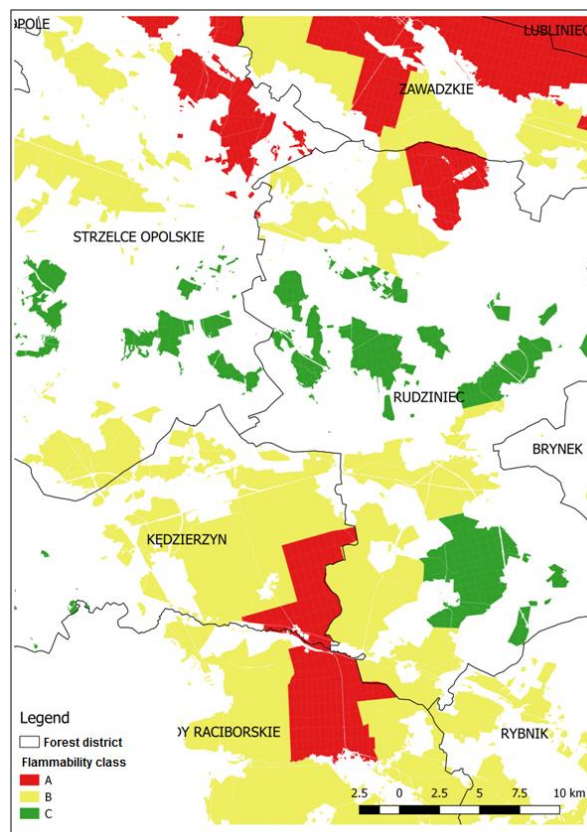 OPOLE
LUBLINIEC
ZAWADZKIE
STRZELCE OPOLSKIE
RUDZINIEC
BRYNEK
KĘDZIERZYN
DY RACIBORSKIE
RYBNIK
Legend
Forest district
Flammability class
A
B
C
2.5 0 2.5 5 7.5 10 km